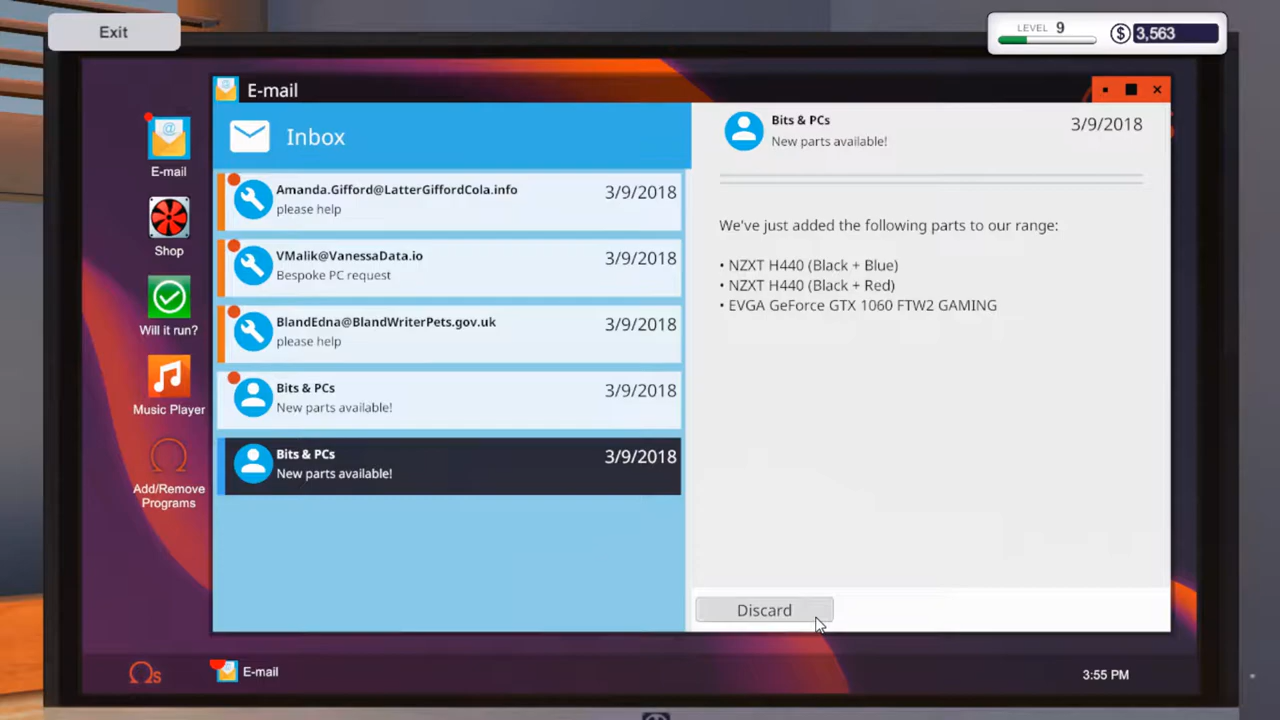 Exit
LEVEL 9
$ 3,563
E-mail
Inbox
Amanda.Gifford@LatterGiffordCola.info
3/9/2018
please help
VMalik@VanessaData.io
3/9/2018
Bespoke PC request
BlandEdna@BlandWriterPets.gov.uk
3/9/2018
please help
Bits & PCs
3/9/2018
New parts available!
Bits & PCs
3/9/2018
New parts available!
Bits & PCs
3/9/2018
New parts available!
We've just added the following parts to our range:
• NZXT H440 (Black + Blue)
• NZXT H440 (Black + Red)
• EVGA GeForce GTX 1060 FTW2 GAMING
Discard
E-mail
Shop
Will it run?
Music Player
Add/Remove
Programs
Ωs
E-mail
3:55 PM